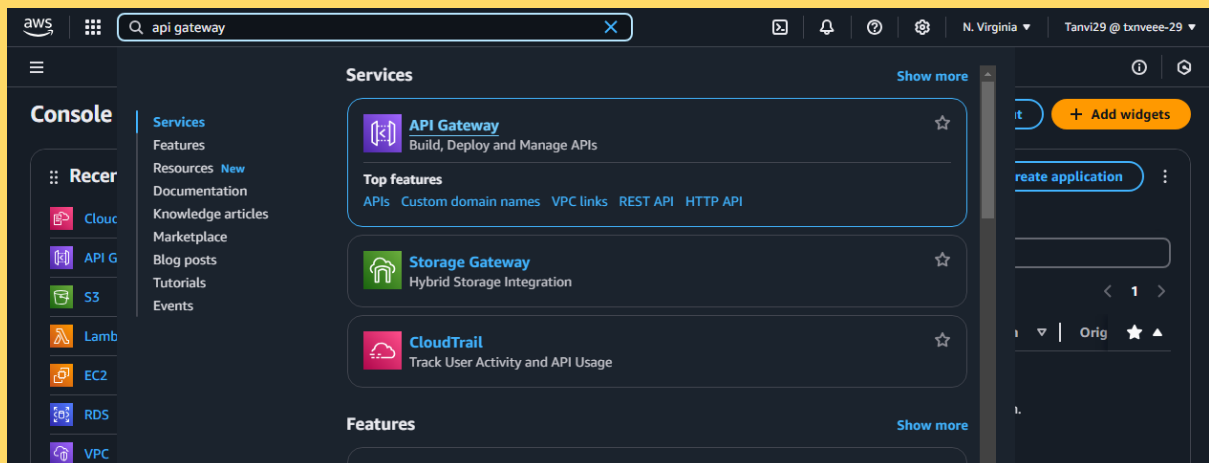 aws
api gateway
N. Virginia
Tanvi29 @ txnveee-29
Console
Add widgets
Recer
reate application
Cloud
API G
S3
Lamb
EC2
RDS
VPC
Services
Features
Resources New
Documentation
Knowledge articles
Marketplace
Blog posts
Tutorials
Events
Services
Show more
API Gateway
Build, Deploy and Manage APIs
Top features
APIs Custom domain names VPC links REST API HTTP API
Storage Gateway
Hybrid Storage Integration
CloudTrail
Track User Activity and API Usage
Features
Show more
1
Orig